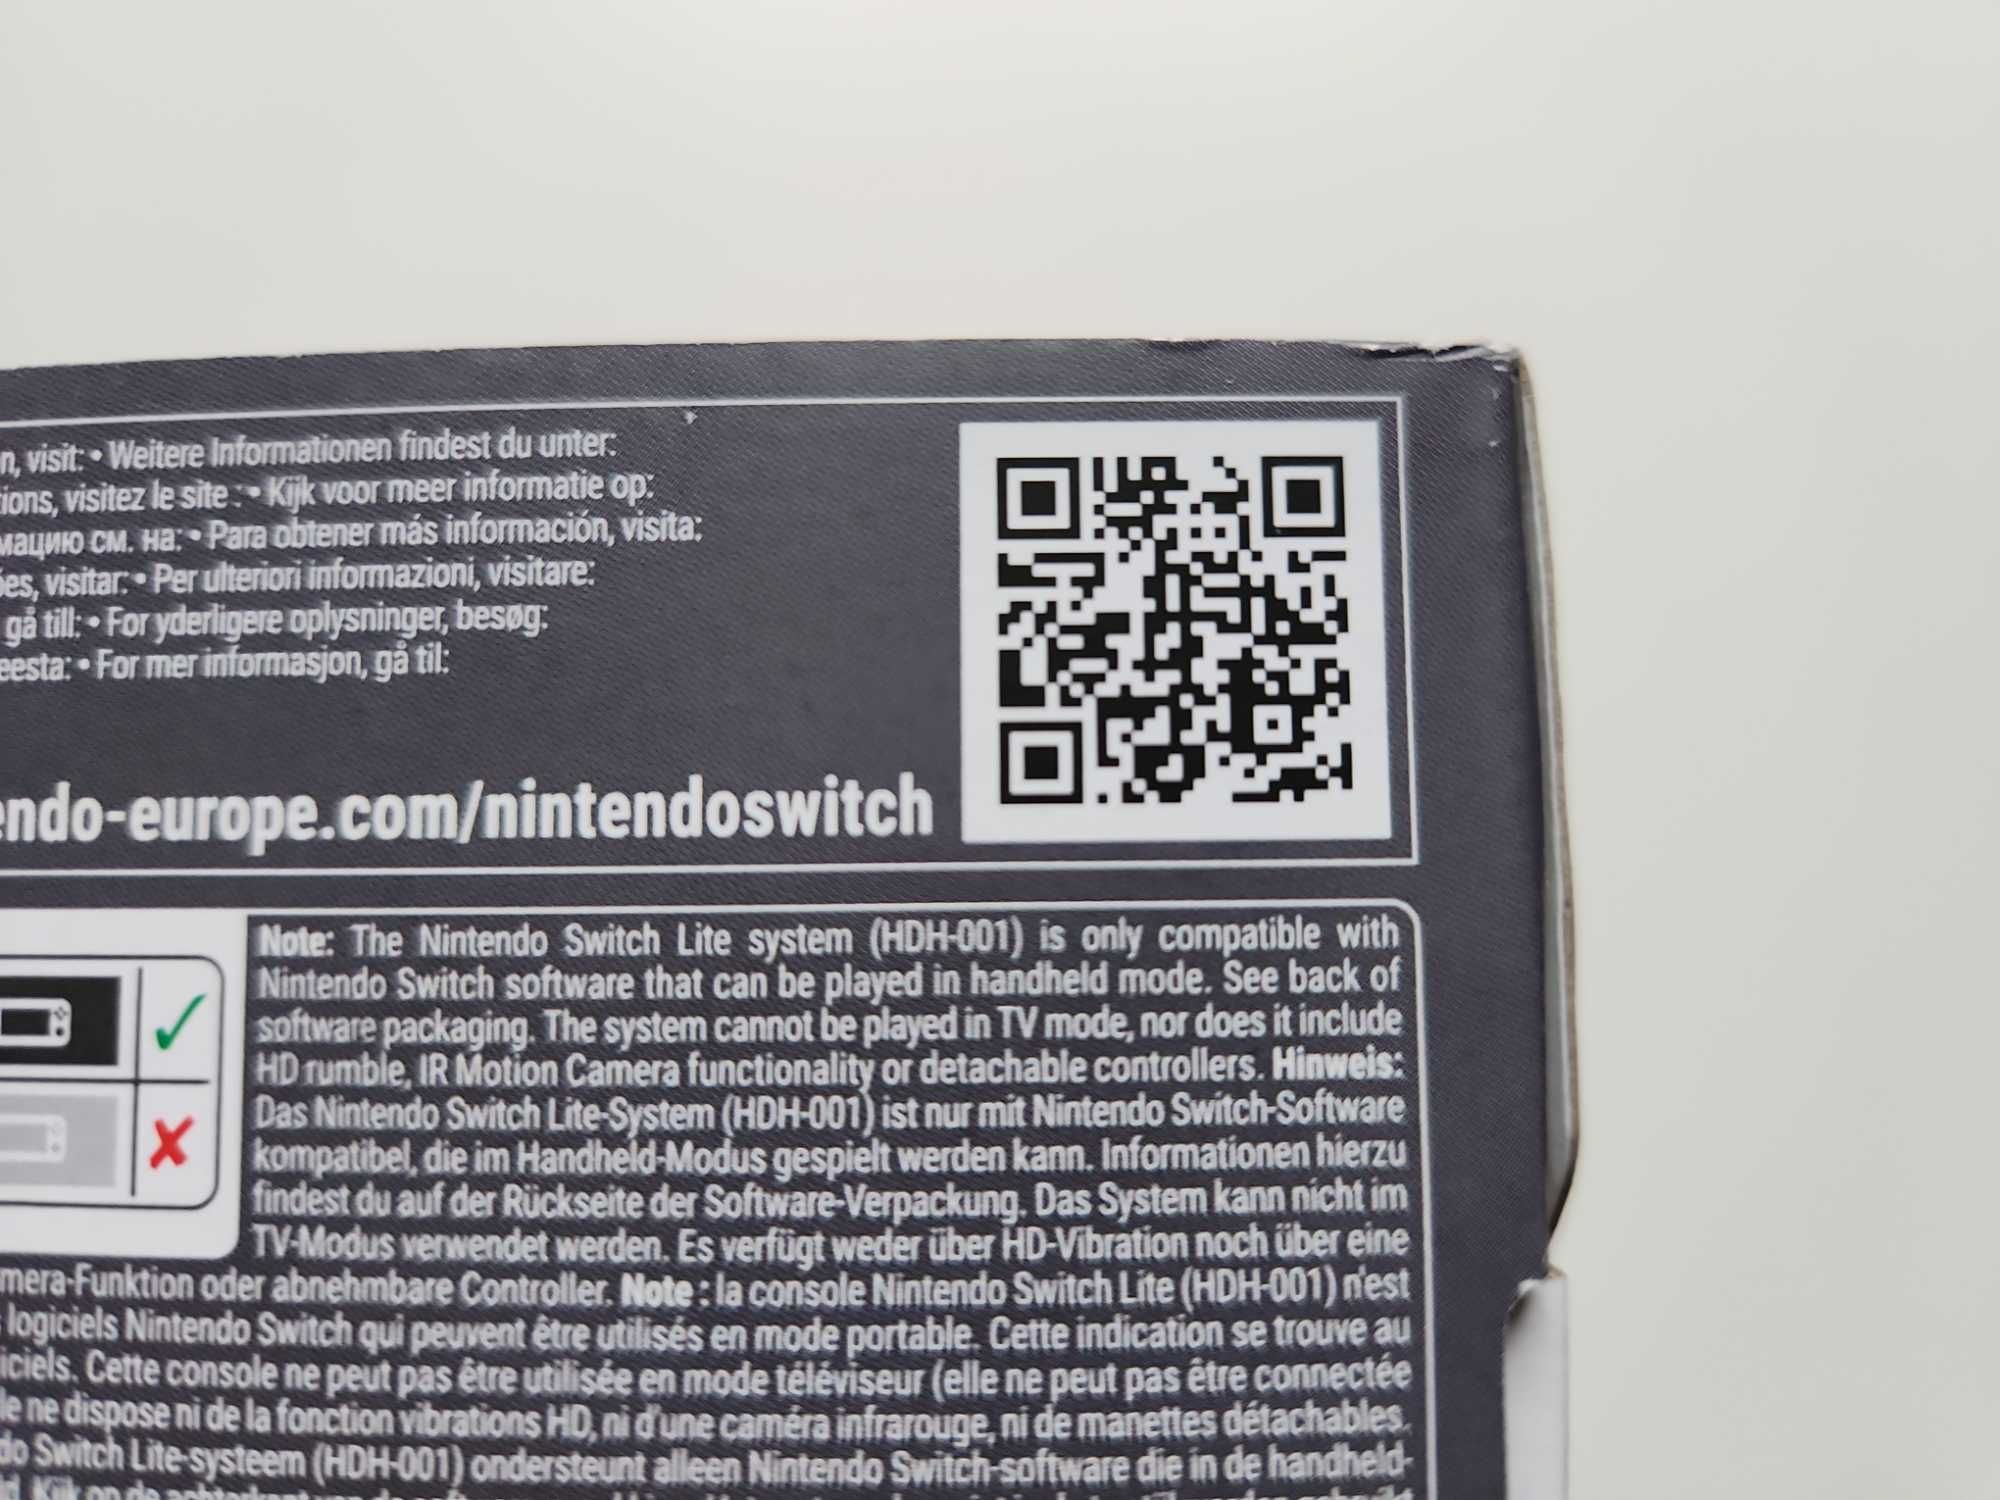 n, visit: • Weitere Informationen findest du unter:
tions, visitez le site : • Kijk voor meer informatie op:
мацию см. на: • Para obtener más información, visita:
es, visitar: • Per ulteriori informazioni, visitare:
gå till: • For yderligere oplysninger, besøg:
eesta: • For mer informasjon, gå til:
endo-europe.com/nintendoswitch
Note: The Nintendo Switch Lite system (HDH-001) is only compatible with
Nintendo Switch software that can be played in handheld mode. See back of
software packaging. The system cannot be played in TV mode, nor does it include
HD rumble, IR Motion Camera functionality or detachable controllers. Hinweis:
Das Nintendo Switch Lite-System (HDH-001) ist nur mit Nintendo Switch-Software
kompatibel, die im Handheld-Modus gespielt werden kann. Informationen hierzu
findest du auf der Rückseite der Software-Verpackung. Das System kann nicht im
TV-Modus verwendet werden. Es verfügt weder über HD-Vibration noch über eine
mera-Funktion oder abnehmbare Controller. Note : la console Nintendo Switch Lite (HDH-001) n'est
logiciels Nintendo Switch qui peuvent être utilisés en mode portable. Cette indication se trouve au
iciels. Cette console ne peut pas être utilisée en mode téléviseur (elle ne peut pas être connectée
le ne dispose ni de la fonction vibrations HD, ni d'une caméra infrarouge, ni de manettes détachables.
do Switch Lite-systeem (HDH-001) ondersteunt alleen Nintendo Switch-software die in de handheld-